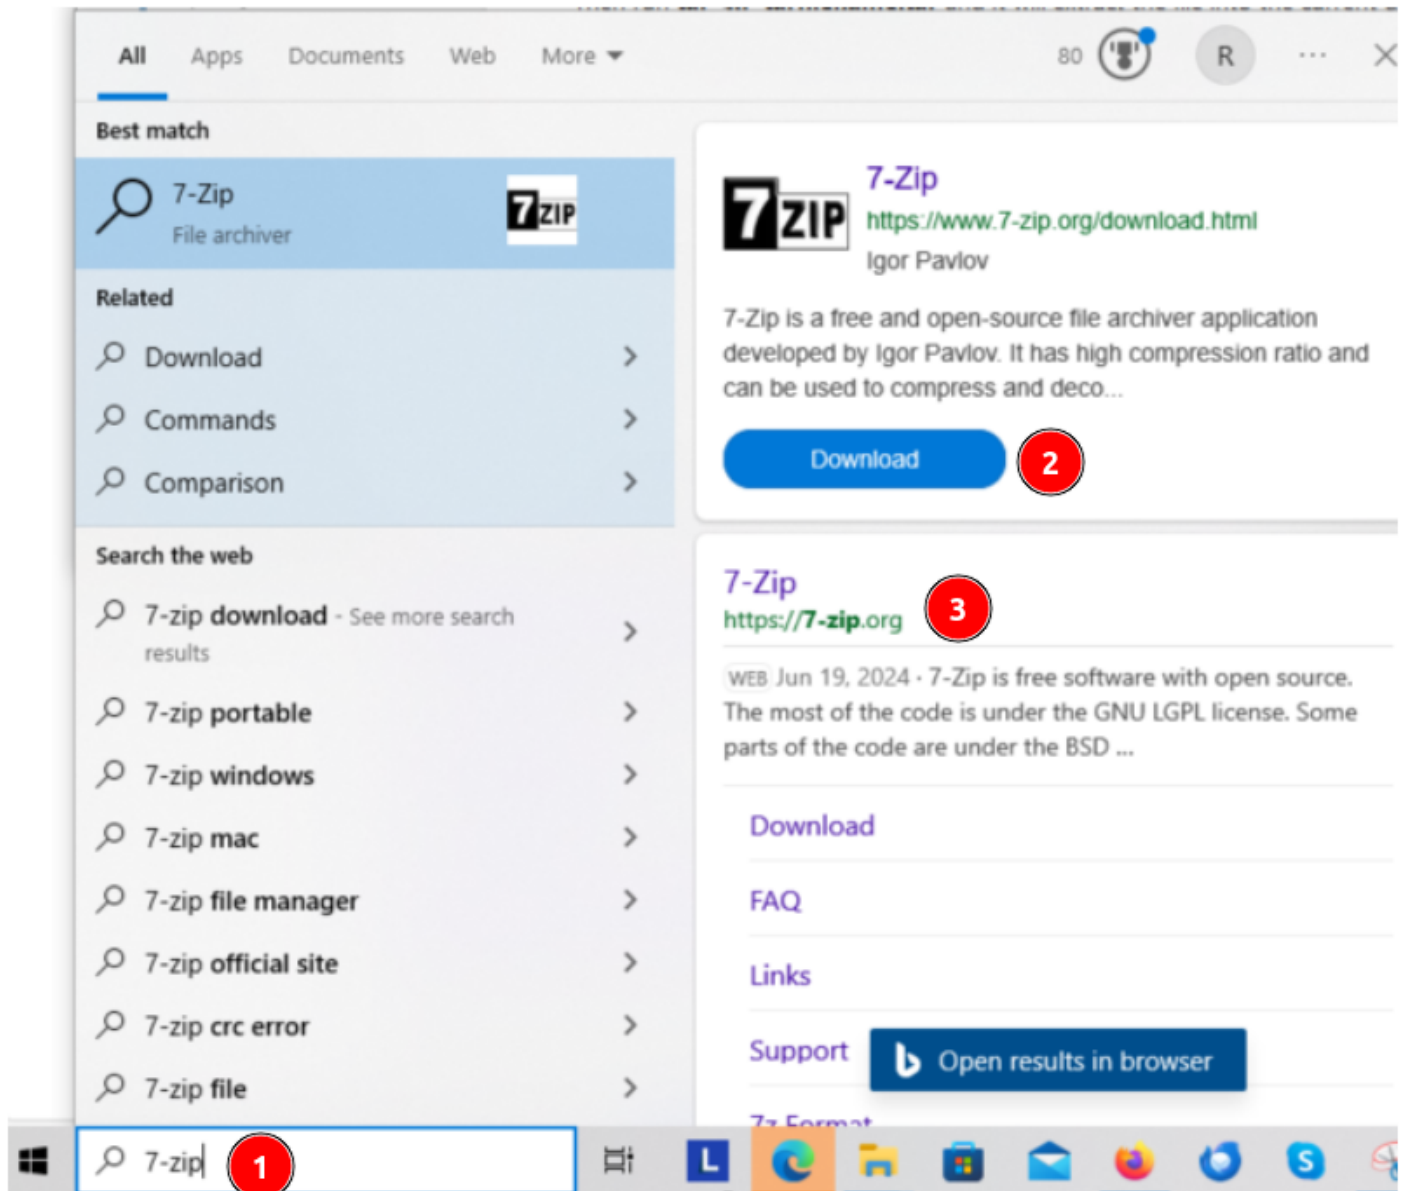 All Apps Documents Web More 80 R ...
Best match
7-Zip
File archiver
7ZIP
Related
Download
Commands
Comparison
Search the web
7-zip download - See more search
results
7-zip portable
7-zip windows
7-zip mac
7-zip file manager
7-zip official site
7-zip crc error
7-zip file
7-zip
1
7ZIP
7-Zip
https://www.7-zip.org/download.html
Igor Pavlov
7-Zip is a free and open-source file archiver application
developed by Igor Pavlov. It has high compression ratio and
can be used to compress and deco...
Download
2
7-Zip
https://7-zip.org
3
WEB Jun 19, 2024 · 7-Zip is free software with open source.
The most of the code is under the GNU LGPL license. Some
parts of the code are under the BSD ...
Download
FAQ
Links
Support
Open results in browser
7z Format
L
S